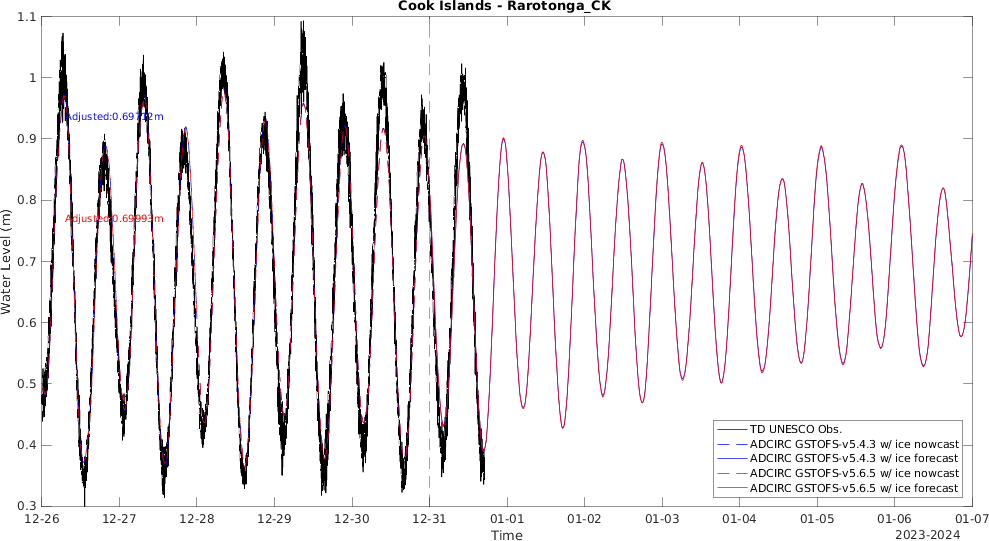 Cook Islands - Rarotonga_CK
1.1
1
0.9
0.8
0.7
0.6
0.5
0.4
0.3
Water Level (m)
Adjusted:0.69712m
Adjusted:0.69993m
TD UNESCO Obs.
ADCIRC GSTOFS-v5.4.3 w/ ice nowcast
ADCIRC GSTOFS-v5.4.3 w/ ice forecast
ADCIRC GSTOFS-v5.6.5 w/ ice nowcast
ADCIRC GSTOFS-v5.6.5 w/ ice forecast
12-26 12-27 12-28 12-29 12-30 12-31 01-01 01-02 01-03 01-04 01-05 01-06 01-07
Time
2023-2024